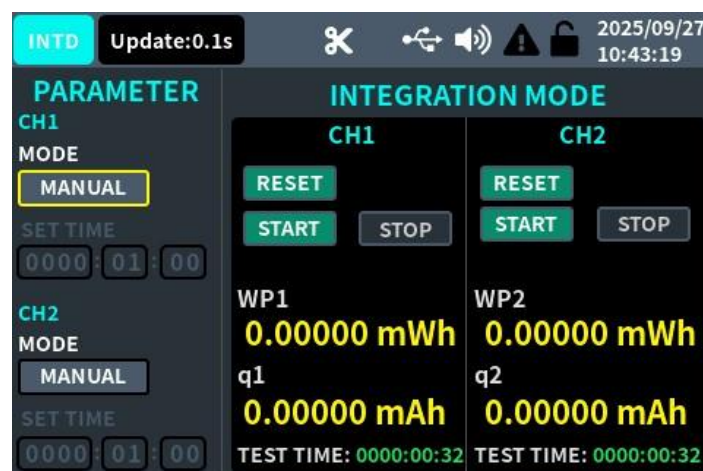 INTD Update:0.1s 2025/09/27
10:43:19
PARAMETER
CH1
MODE
MANUAL
SET TIME
0000:01:00
CH2
MODE
MANUAL
SET TIME
0000:01:00
INTEGRATION MODE
CH1
RESET
START STOP
WP1
0.00000 mWh
q1
0.00000 mAh
TEST TIME: 0000:00:32
CH2
RESET
START STOP
WP2
0.00000 mWh
q2
0.00000 mAh
TEST TIME: 0000:00:32